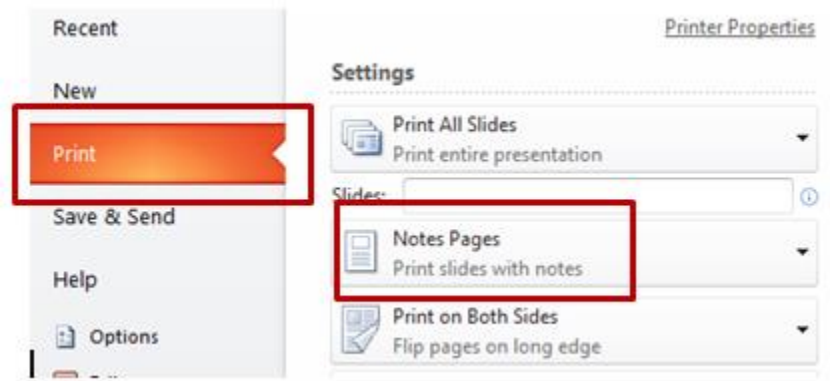 Recent
New
Print
Save & Send
Help
Options
Printer Properties
Settings
Print All Slides
Print entire presentation
Slides:
Notes Pages
Print slides with notes
Print on Both Sides
Flip pages on long edge